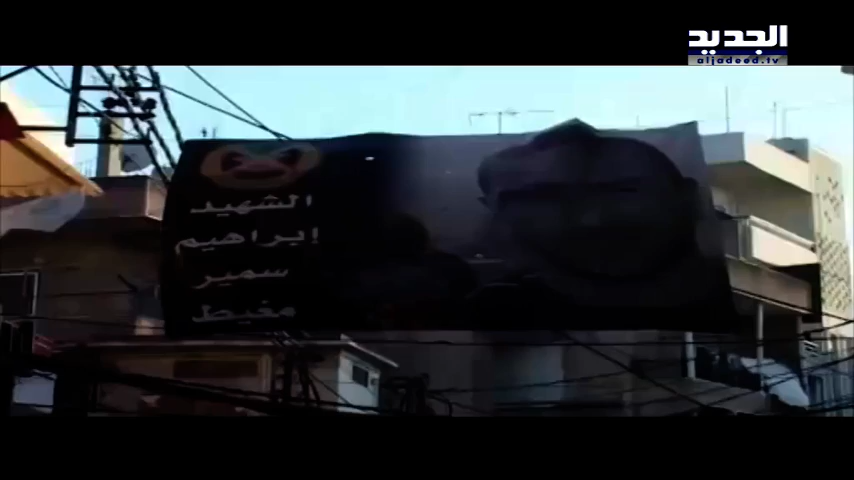 الجديد
aljadeed.tv
الشهيد
إبراهيم
سمير
مغيط